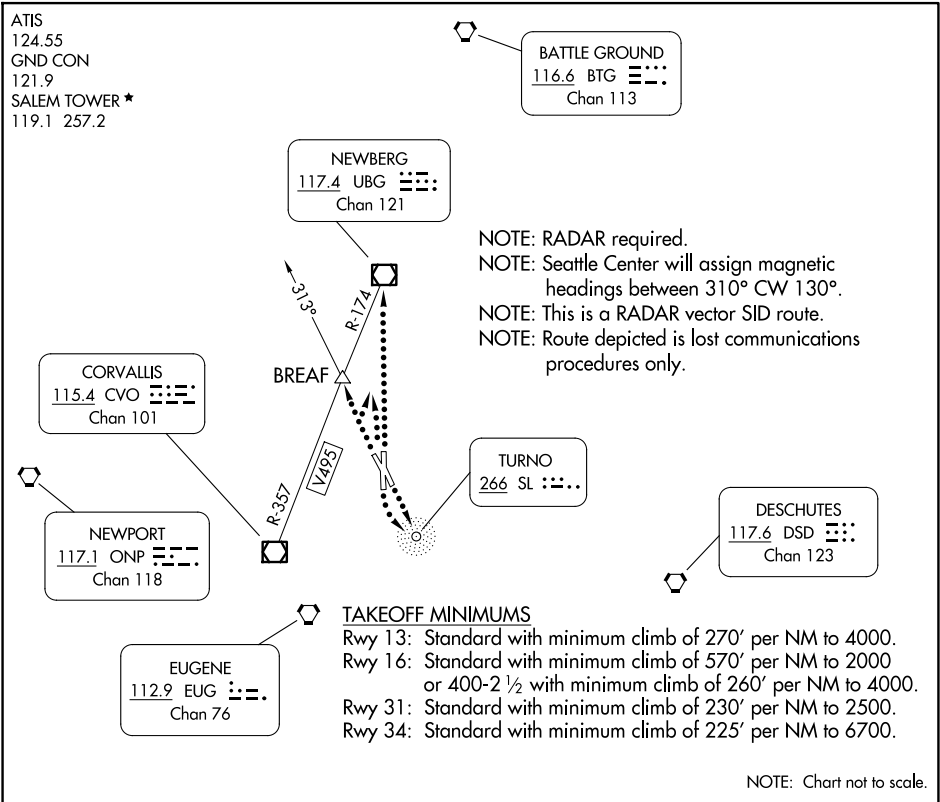 ATIS
124.55
GND CON
121.9
SALEM TOWER ★
119.1 257.2
BATTLE GROUND
116.6 BTG
Chan 113
NEWBERG
117.4 UBG
Chan 121
NOTE: RADAR required.
NOTE: Seattle Center will assign magnetic
headings between 310° CW 130°.
NOTE: This is a RADAR vector SID route.
NOTE: Route depicted is lost communications
procedures only.
313°
R-174
BREAF
CORVALLIS
115.4 CVO
Chan 101
V495
R-357
TURNO
266 SL
NEWPORT
117.1 ONP
Chan 118
DESCHUTES
117.6 DSD
Chan 123
EUGENE
112.9 EUG
Chan 76
TAKEOFF MINIMUMS
Rwy 13: Standard with minimum climb of 270' per NM to 4000.
Rwy 16: Standard with minimum climb of 570' per NM to 2000
or 400-2 ½ with minimum climb of 260' per NM to 4000.
Rwy 31: Standard with minimum climb of 230' per NM to 2500.
Rwy 34: Standard with minimum climb of 225' per NM to 6700.
NOTE: Chart not to scale.